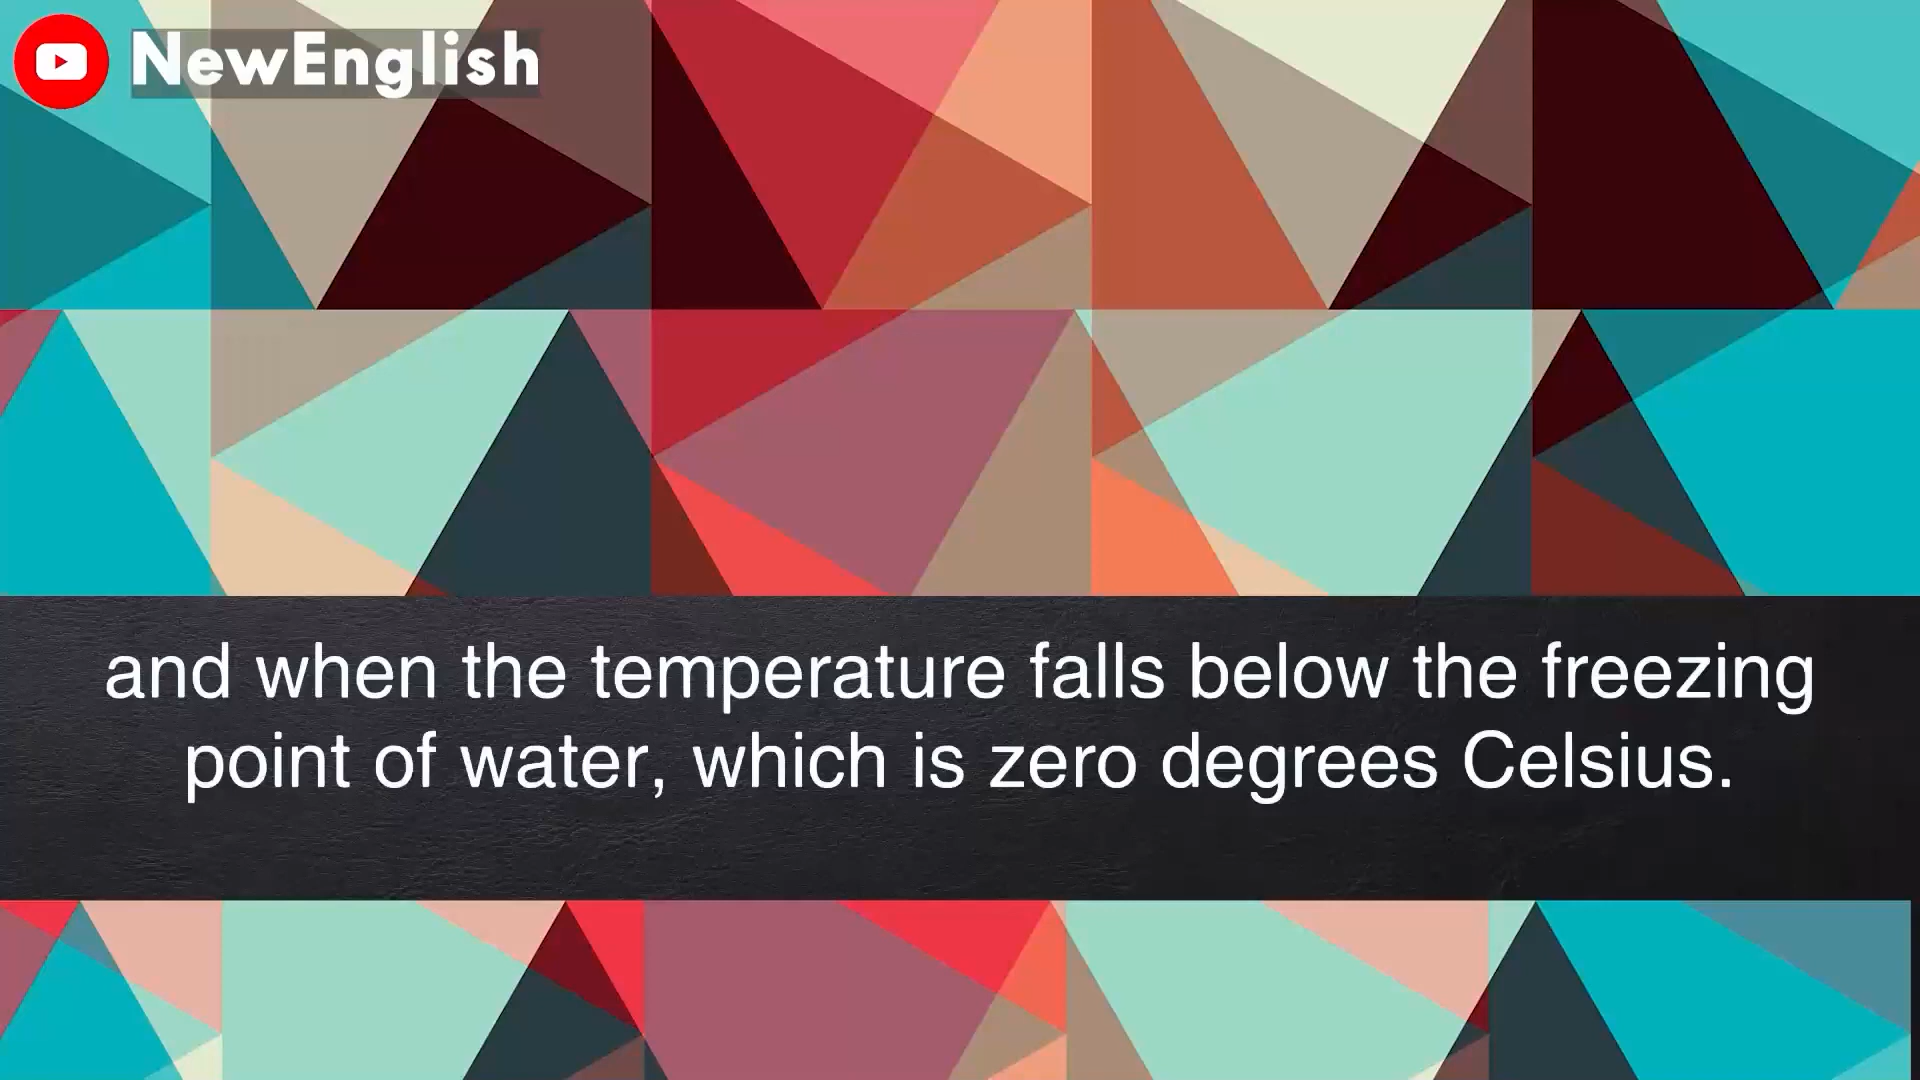 NewEnglish
and when the temperature falls below the freezing
point of water, which is zero degrees Celsius.